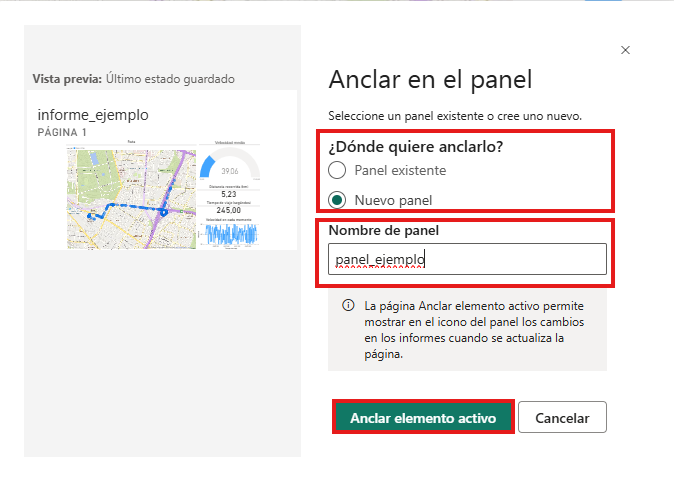 Vista previa: Último estado guardado
informe_ejemplo
PÁGINA 1
Ruta
Velocidad media
39.06
Distancia recorrida (km)
5,23
Tiempo de viaje (segundos)
245,00
Velocidad en cada momento
Anclar en el panel
Seleccione un panel existente o cree uno nuevo.
¿Dónde quiere anclarlo?
Panel existente
Nuevo panel
Nombre de panel
panel_ejemplo
La página Anclar elemento activo permite
mostrar en el icono del panel los cambios
en los informes cuando se actualiza la
página.
Anclar elemento activo
Cancelar